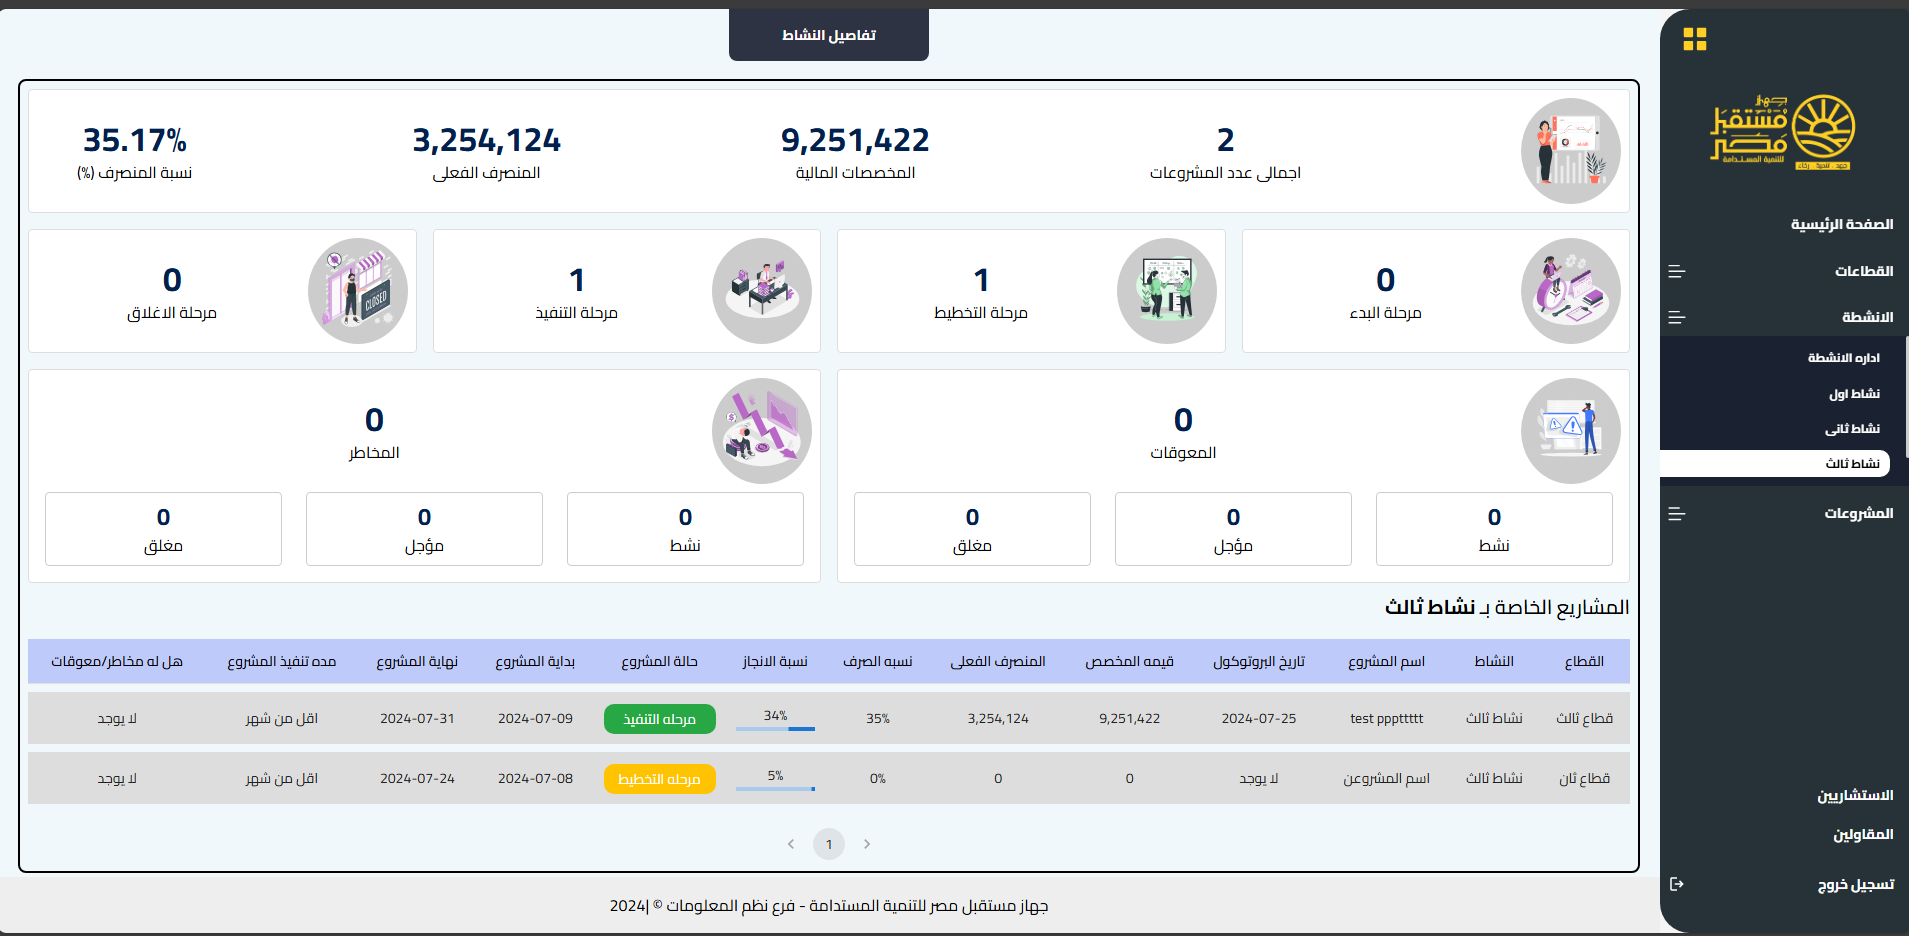 تفاصيل النشاط
جهاز
مستقبل
مصر
للتنمية المستدامة
الصفحة الرئيسية
القطاعات
الانشطة
اداره الانشطة
نشاط اول
نشاط ثانى
نشاط ثالث
المشروعات
الاستشاريين
المقاولين
تسجيل خروج
2
اجمالى عدد المشروعات
9,251,422
المخصصات المالية
3,254,124
المنصرف الفعلى
35.17%
نسبة المنصرف (%)
0
مرحلة البدء
1
مرحلة التخطيط
1
مرحلة التنفيذ
CLOSED
0
مرحلة الاغلاق
0
المعوقات
0
نشط
0
مؤجل
0
مغلق
0
المخاطر
0
نشط
0
مؤجل
0
مغلق
المشاريع الخاصة بـ نشاط ثالث
القطاع النشاط اسم المشروع تاريخ البروتوكول قيمه المخصص المنصرف الفعلى نسبه الصرف نسبة الانجاز حالة المشروع بداية المشروع نهاية المشروع مده تنفيذ المشروع هل له مخاطر/معوقات
قطاع ثالث نشاط ثالث test pppttttt 2024-07-25 9,251,422 3,254,124 35% 34% مرحله التنفيذ 2024-07-09 2024-07-31 اقل من شهر لا يوجد
قطاع ثان نشاط ثالث اسم المشروعن لا يوجد 0 0 0% 5% مرحله التخطيط 2024-07-08 2024-07-24 اقل من شهر لا يوجد
1
جهاز مستقبل مصر للتنمية المستدامة - فرع نظم المعلومات © |2024